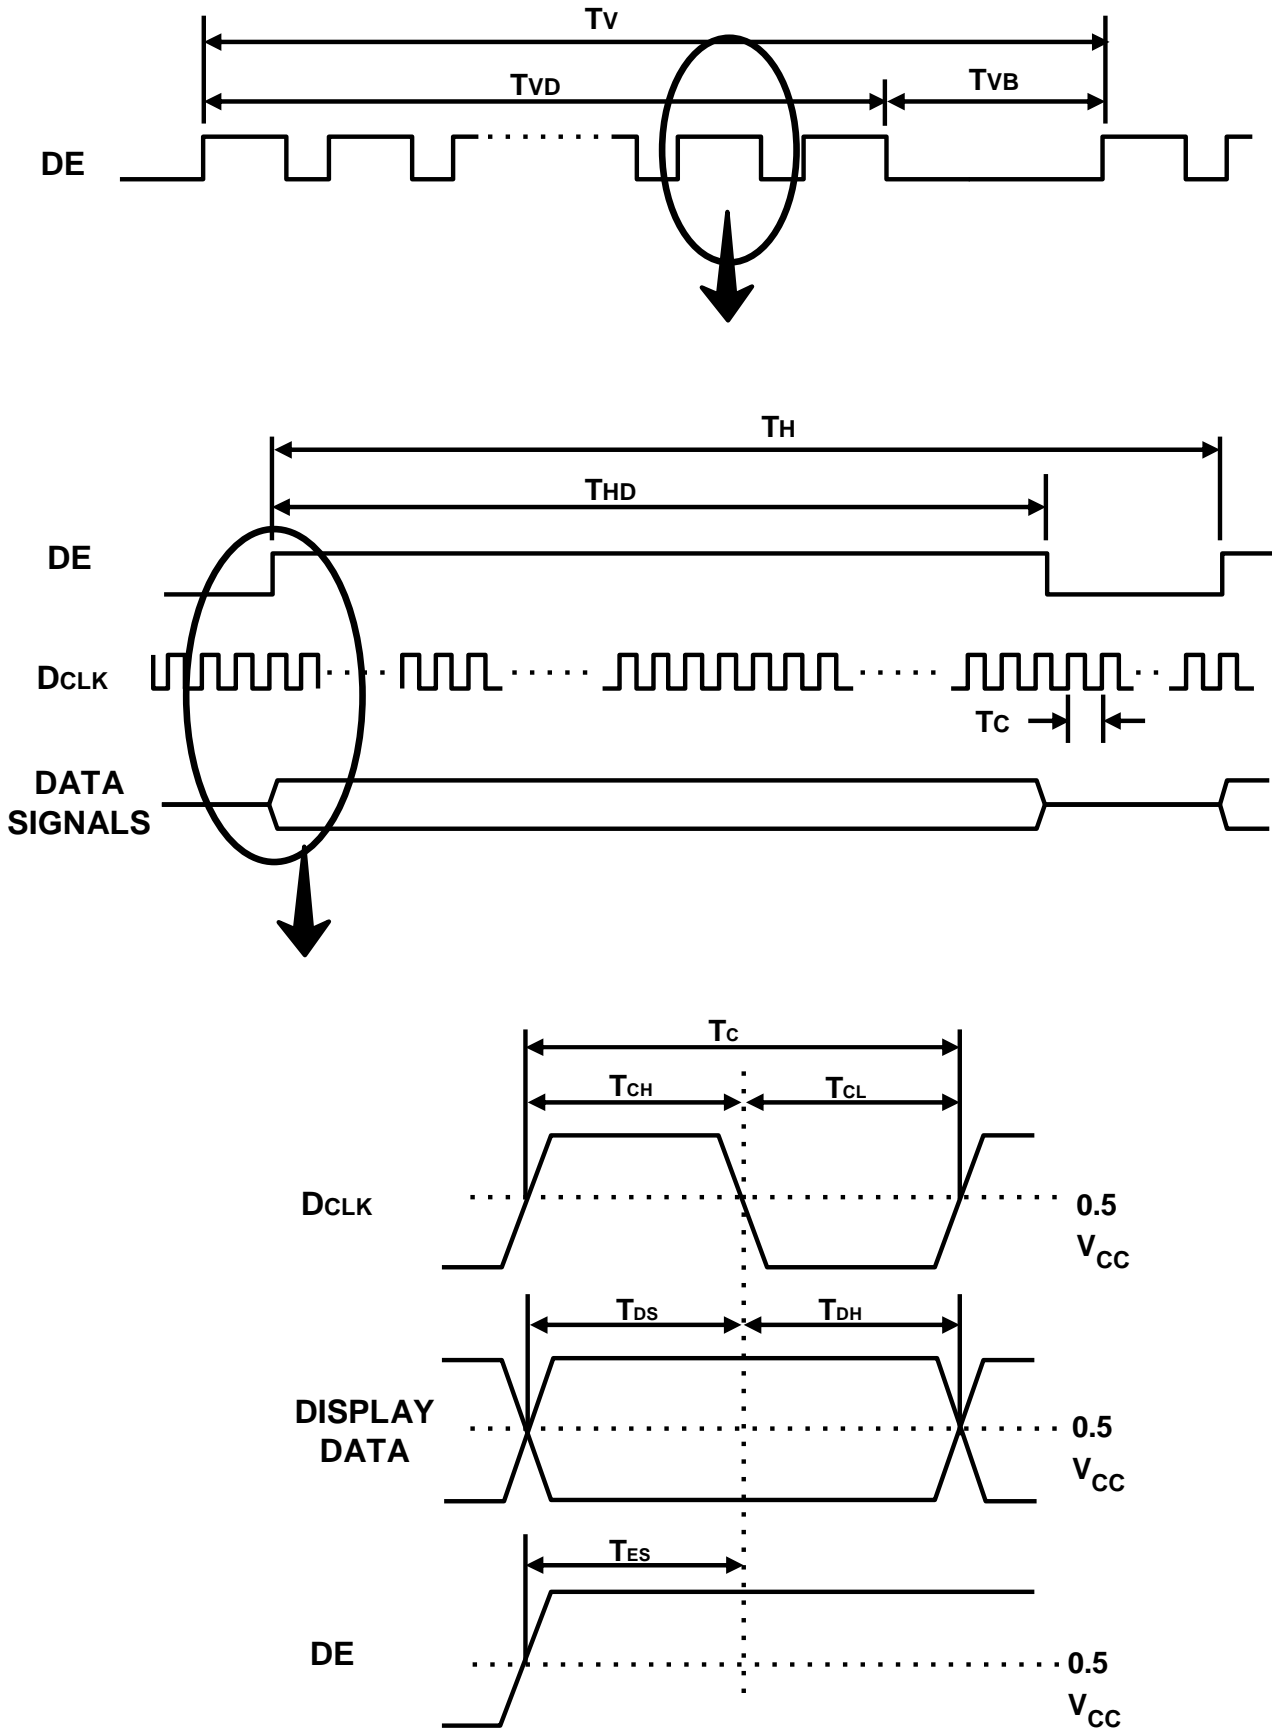 TV
TVD
TVB
DE
TH
THD
DE
DCLK
TC
DATA
SIGNALS
TC
TCH
TCL
DCLK
0.5
VCC
TDS
TDH
DISPLAY
DATA
0.5
VCC
TES
DE
0.5
VCC